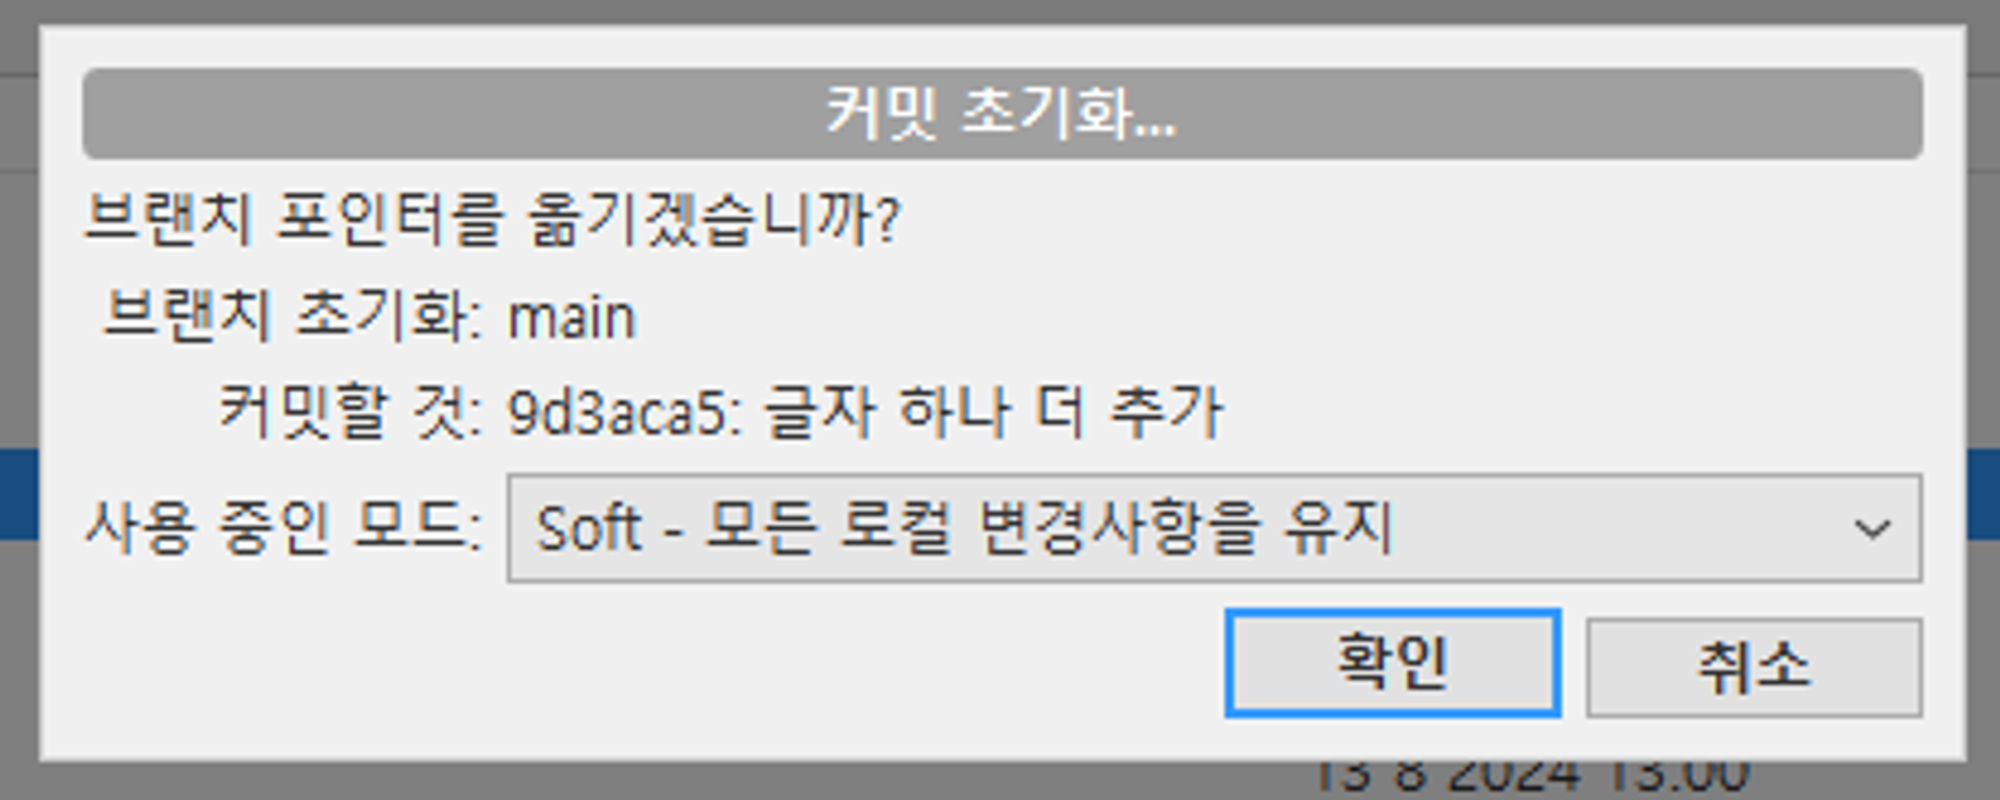 커밋 초기화...
브랜치 포인터를 옮기겠습니까?
브랜치 초기화: main
커밋할 것: 9d3aca5: 글자 하나 더 추가
사용 중인 모드: Soft - 모든 로컬 변경사항을 유지
확인 취소
13 8 2024 13:00